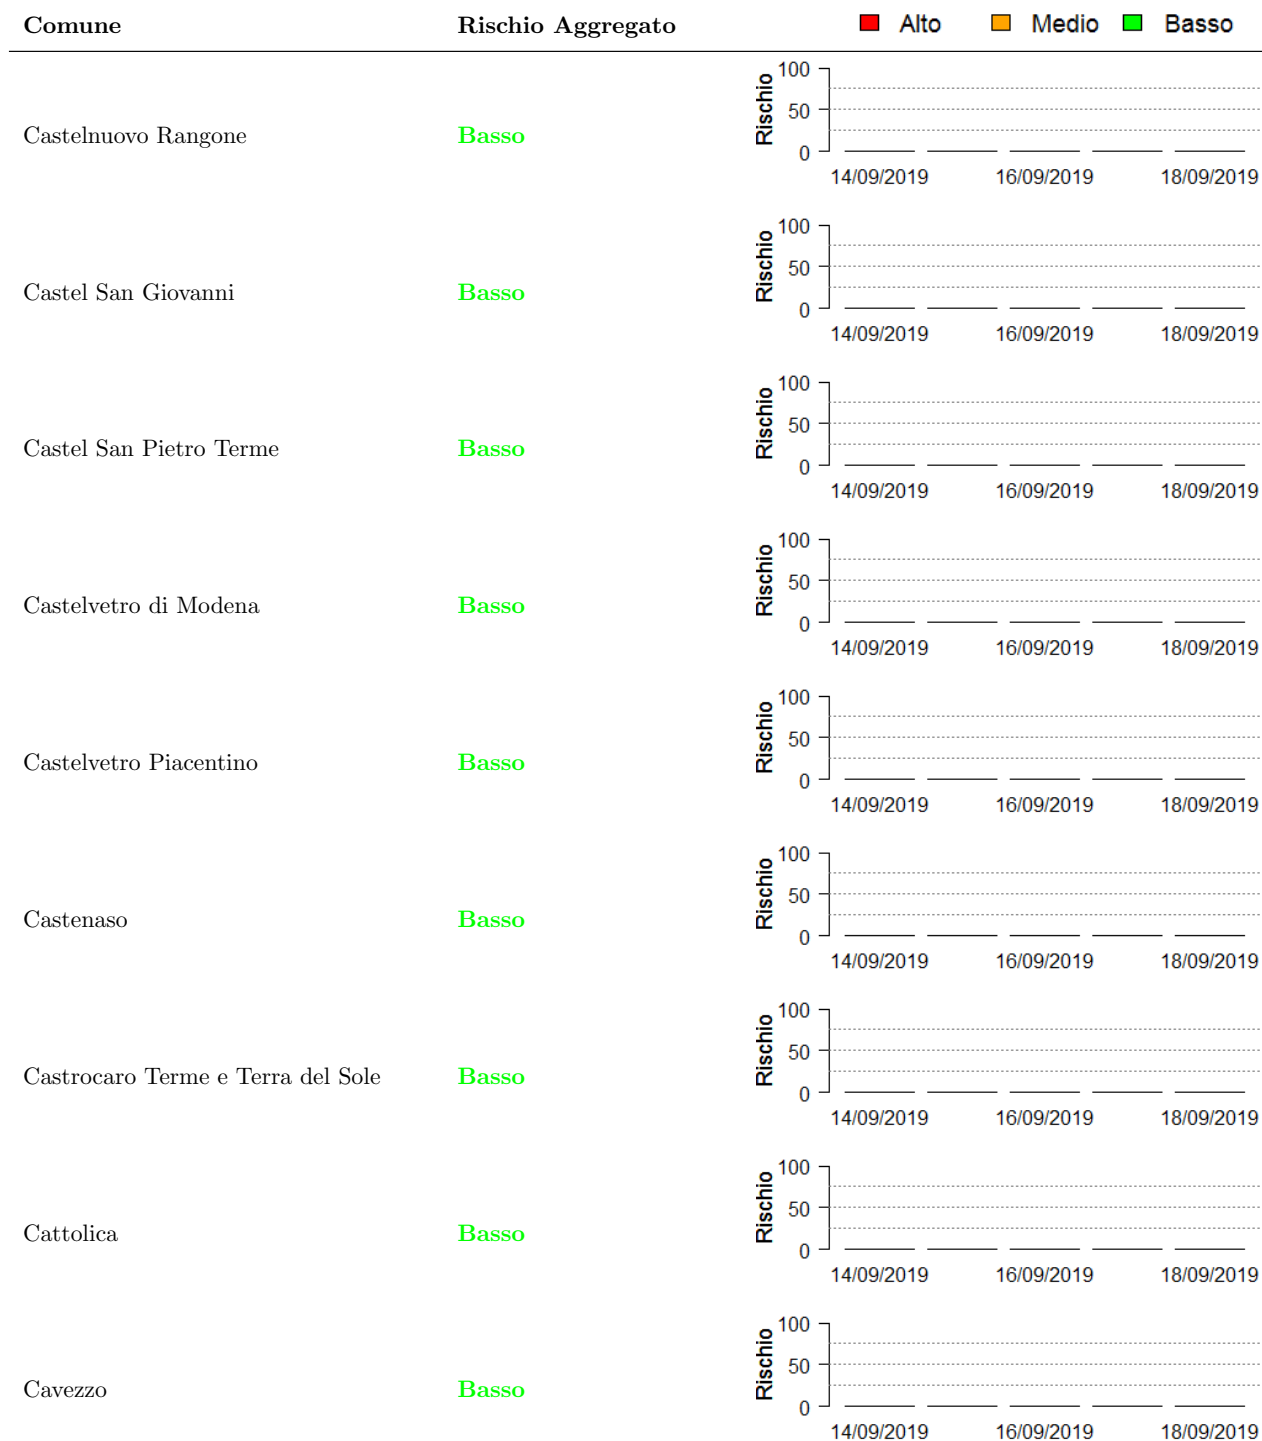 Comune Rischio Aggregato Alto Medio Basso
Castelnuovo Rangone Basso
Rischio
100
50
0
14/09/2019 16/09/2019 18/09/2019
Castel San Giovanni Basso
Rischio
100
50
0
14/09/2019 16/09/2019 18/09/2019
Castel San Pietro Terme Basso
Rischio
100
50
0
14/09/2019 16/09/2019 18/09/2019
Castelvetro di Modena Basso
Rischio
100
50
0
14/09/2019 16/09/2019 18/09/2019
Castelvetro Piacentino Basso
Rischio
100
50
0
14/09/2019 16/09/2019 18/09/2019
Castenaso Basso
Rischio
100
50
0
14/09/2019 16/09/2019 18/09/2019
Castrocaro Terme e Terra del Sole Basso
Rischio
100
50
0
14/09/2019 16/09/2019 18/09/2019
Cattolica Basso
Rischio
100
50
0
14/09/2019 16/09/2019 18/09/2019
Cavezzo Basso
Rischio
100
50
0
14/09/2019 16/09/2019 18/09/2019